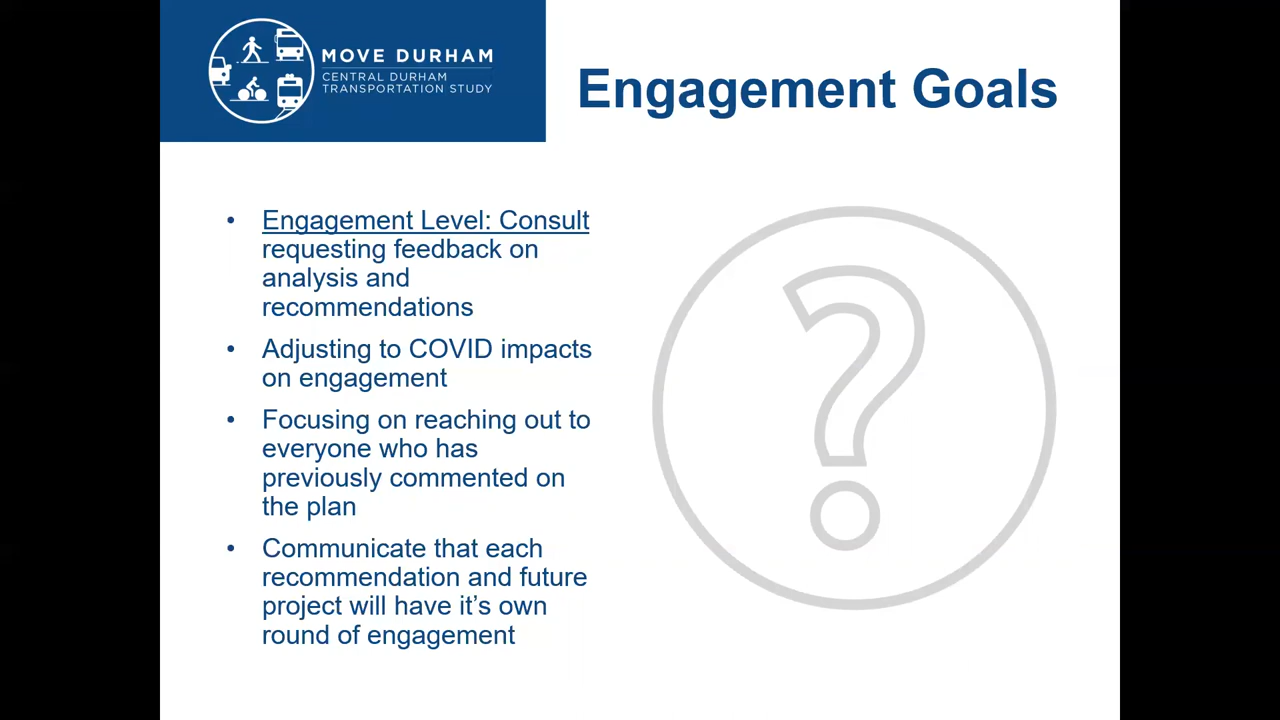 MOVE DURHAM
CENTRAL DURHAM
TRANSPORTATION STUDY
Engagement Goals
• Engagement Level: Consult
requesting feedback on
analysis and
recommendations
• Adjusting to COVID impacts
on engagement
• Focusing on reaching out to
everyone who has
previously commented on
the plan
• Communicate that each
recommendation and future
project will have it’s own
round of engagement
?